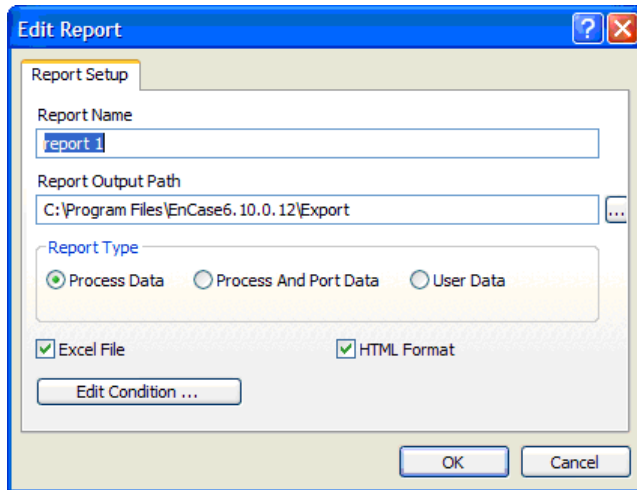 Edit Report
Report Setup
Report Name
report 1
Report Output Path
C:\Program Files\EnCase6.10.0.12\Export
...
Report Type
Process Data Process And Port Data User Data
Excel File HTML Format
Edit Condition ...
OK Cancel